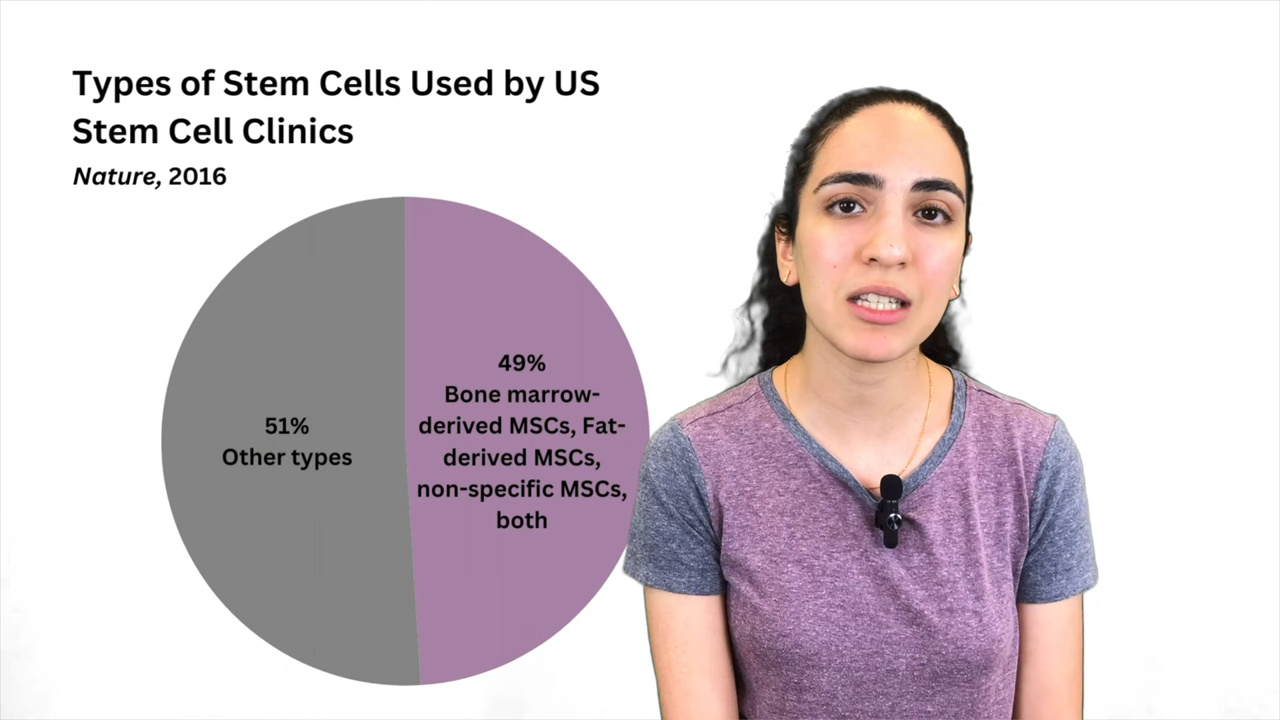 Types of Stem Cells Used by US
Stem Cell Clinics
Nature, 2016
51%
Other types
49%
Bone marrow-
derived MSCs, Fat-
derived MSCs,
non-specific MSCs,
both